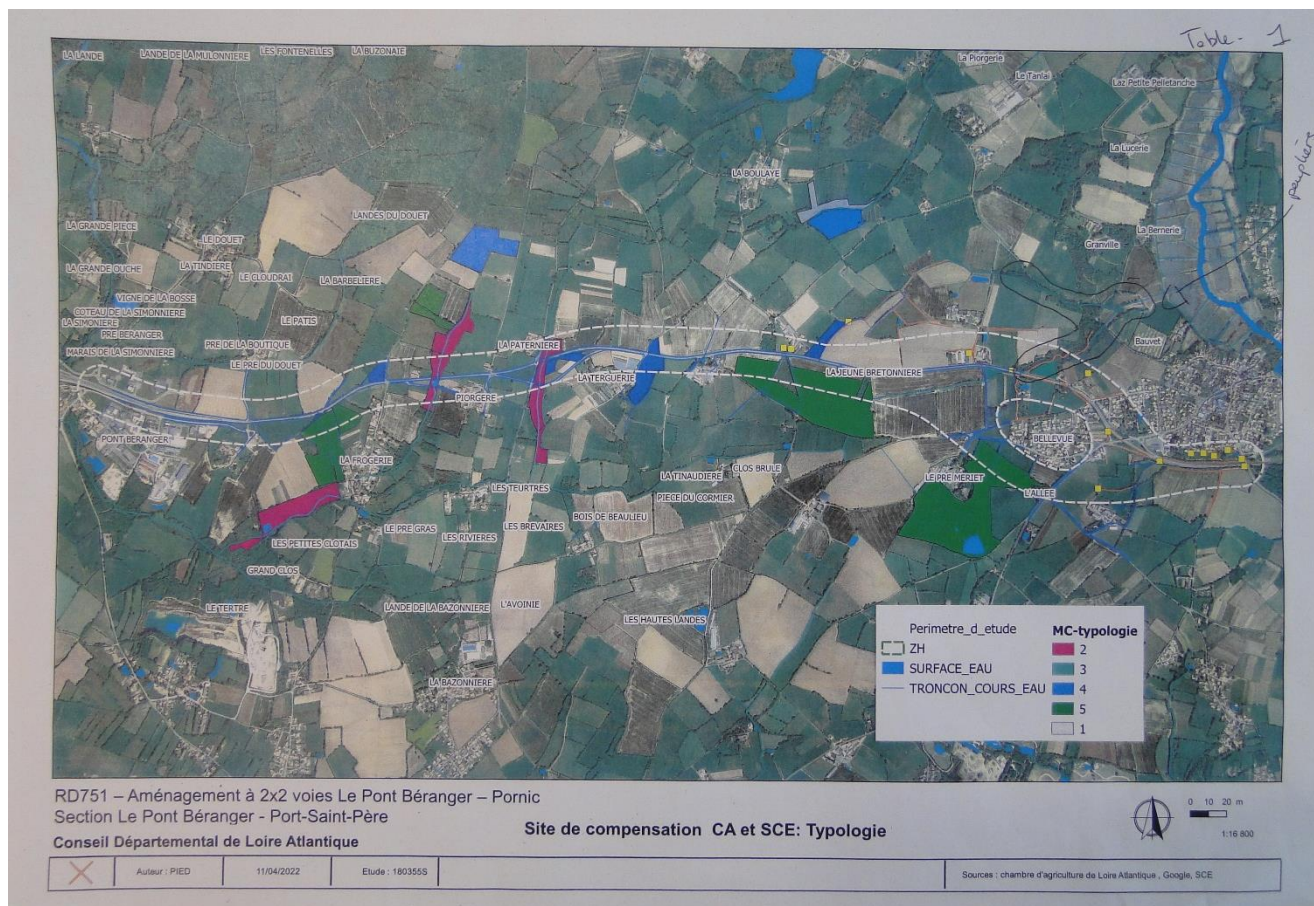 Table - 1
peuplière
LA LANDE
LANDE DE LA MULONNIERE
LES FONTENELLES
LA BUZONAIE
La Piorgerie
Le Tanlai
Laz Petite Pelletanche
La Lucerie
LA BOULAYE
LANDES DU DOUET
LA GRANDE PIECE
LE DOUET
La Bernerie
Granville
LA GRANDE OUCHE
LA TINDIERE
LE CLOUDRAI
LA BARBELIERE
VIGNE DE LA BOSSE
COTEAU DE LA SIMONNIERE
LA SIMONIERE
LE PATIS
PRE BERANGER
PRE DE LA BOUTIQUE
LA PATERNIERE
Bauvet
MARAIS DE LA SIMONNIERE
LE PRE DU DOUET
LA TERGUERIE
LA JEUNE BRETONNIERE
PIORGERE
PONT BERANGER
BELLEVUE
LA FROGERIE
LA TINAUDIERE
CLOS BRULE
LE PRE MERIET
LES TEURTRES
PIECE DU CORMIER
L'ALLEE
BOIS DE BEAULIEU
LE PRE GRAS
LES BREVAIRES
LES RIVIERES
LES PETITES CLOTAIS
GRAND CLOS
LE TERTRE
LANDE DE LA BAZONNIERE
L'AVOINIE
LES HAUTES LANDES
LA BAZONNIERE
Perimetre_d_etude
ZH
SURFACE_EAU
TRONCON_COURS_EAU
MC-typologie
2
3
4
5
1
RD751 – Aménagement à 2x2 voies Le Pont Béranger – Pornic
Section Le Pont Béranger - Port-Saint-Père
Conseil Départemental de Loire Atlantique
Site de compensation CA et SCE: Typologie
0 10 20 m
1:16 800
Auteur : PIED
11/04/2022
Etude : 180355S
Sources : chambre d'agriculture de Loire Atlantique , Google, SCE